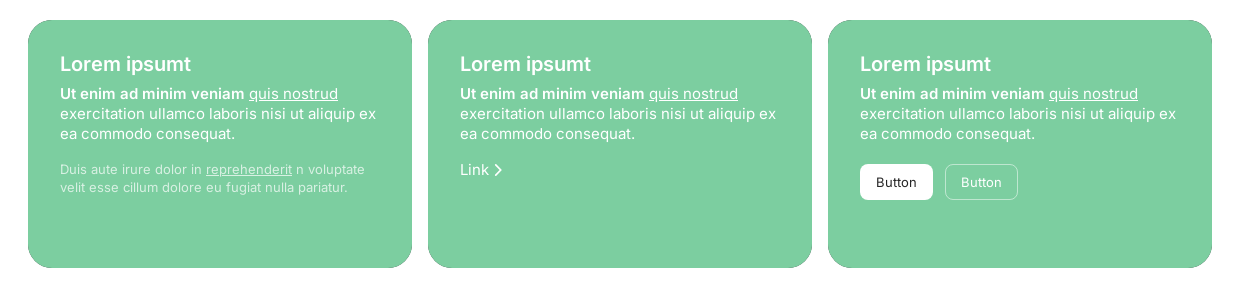 Lorem ipsumt
Ut enim ad minim veniam quis nostrud
exercitation ullamco laboris nisi ut aliquip ex
ea commodo consequat.
Duis aute irure dolor in reprehenderit n voluptate
velit esse cillum dolore eu fugiat nulla pariatur.
Lorem ipsumt
Ut enim ad minim veniam quis nostrud
exercitation ullamco laboris nisi ut aliquip ex
ea commodo consequat.
Link
Lorem ipsumt
Ut enim ad minim veniam quis nostrud
exercitation ullamco laboris nisi ut aliquip ex
ea commodo consequat.
Button Button